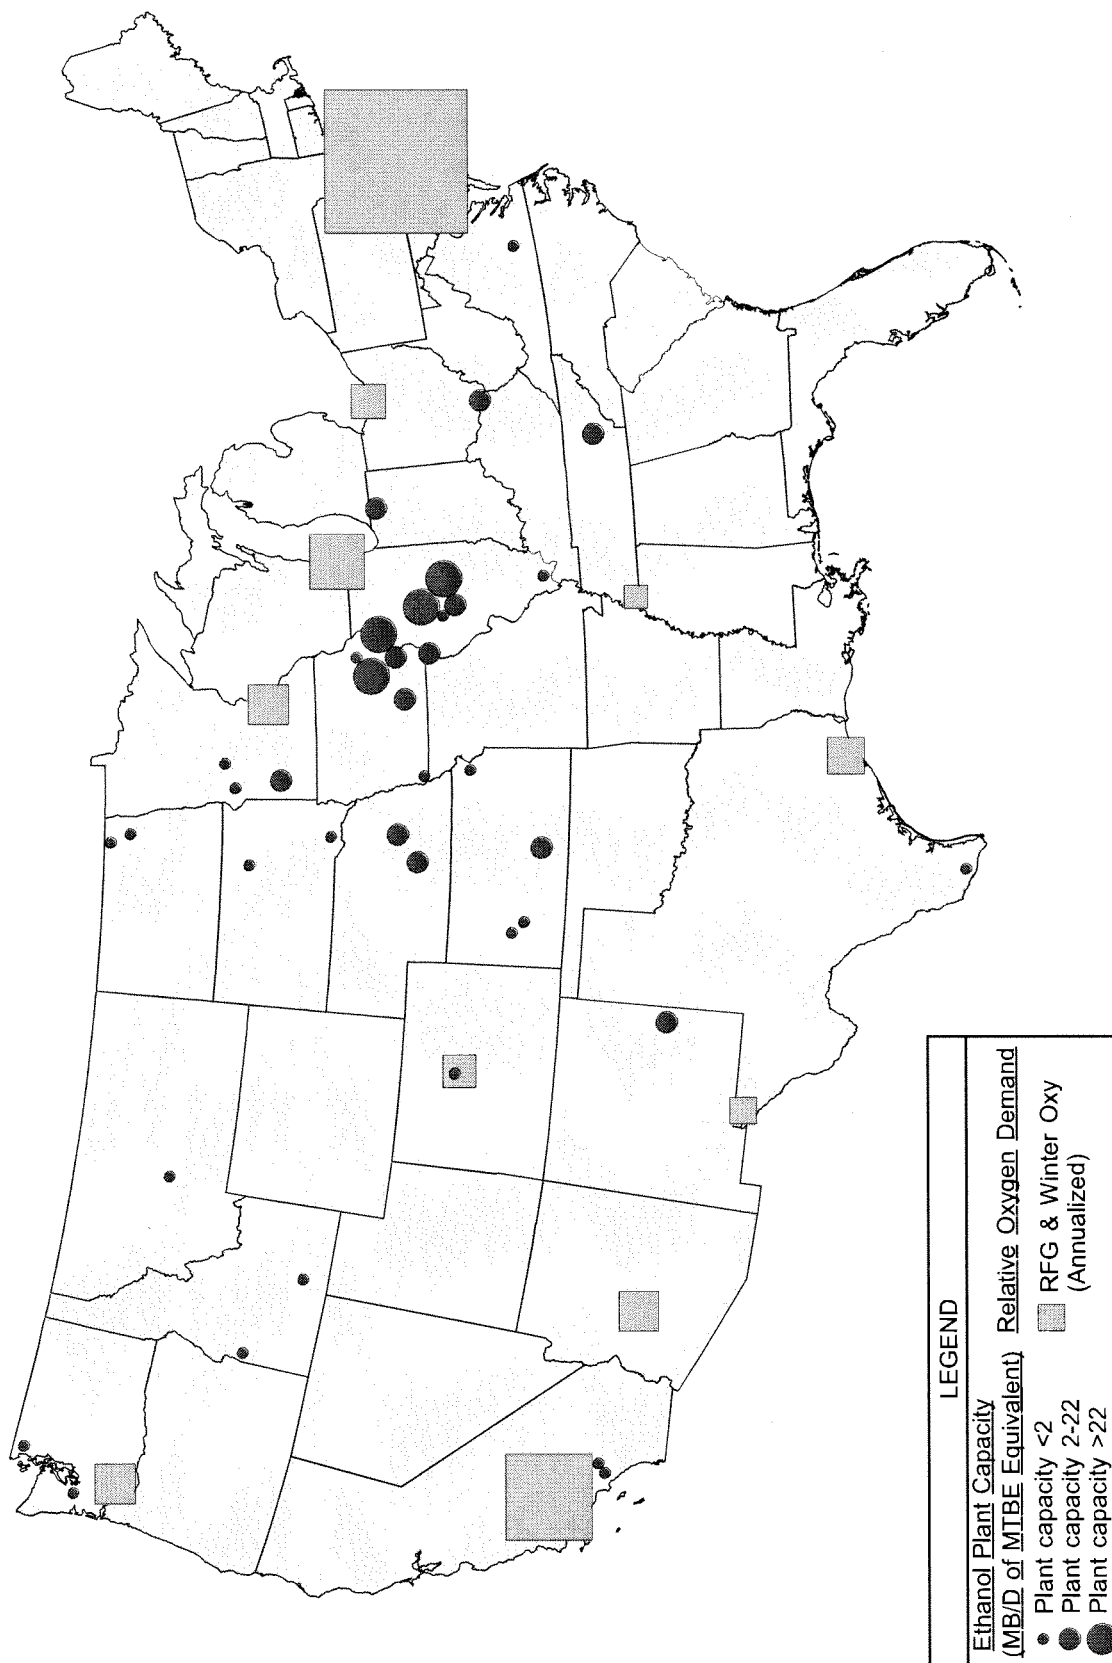 LEGEND
Ethanol Plant Capacity
(MB/D of MTBE Equivalent)
Plant capacity <2
Plant capacity 2-22
Plant capacity >22
Relative Oxygen Demand
RFG & Winter Oxy
(Annualized)